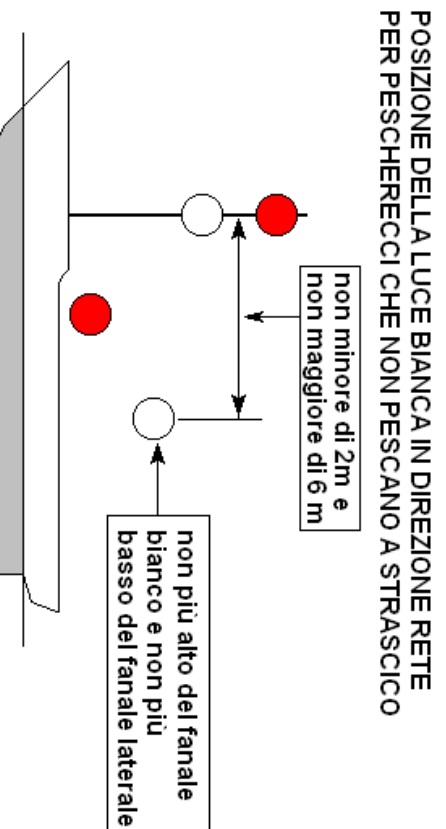 POSIZIONE DELLA LUCE BIANCA IN DIREZIONE RETE
PER PESCHERECCI CHE NON PESCANO A STRASCICO
non minore di 2m e
non maggiore di 6 m
non più alto del fanale
bianco e non più
basso del fanale laterale